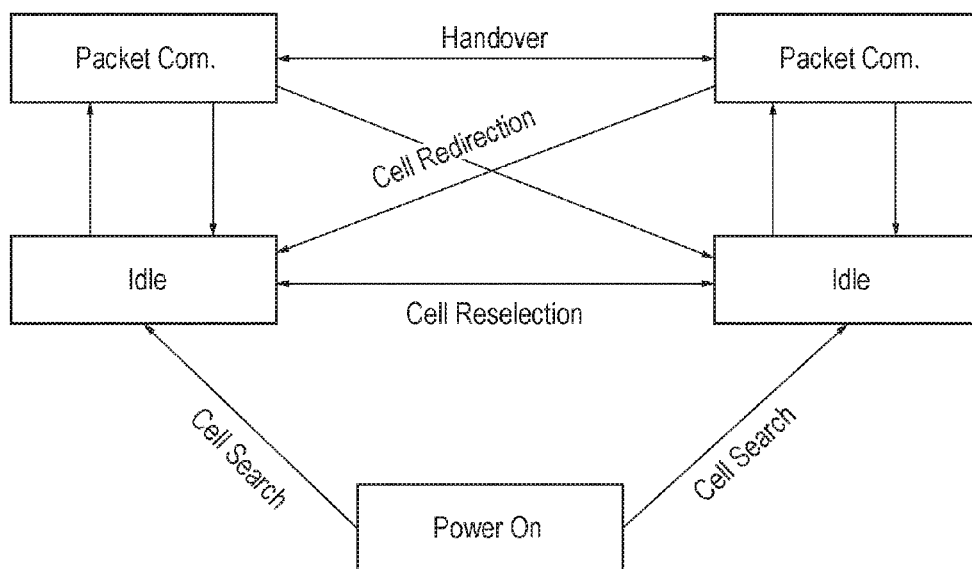 Handover
Packet Com.
Packet Com.
Cell Redirection
Idle
Idle
Cell Reselection
Cell Search
Cell Search
Power On